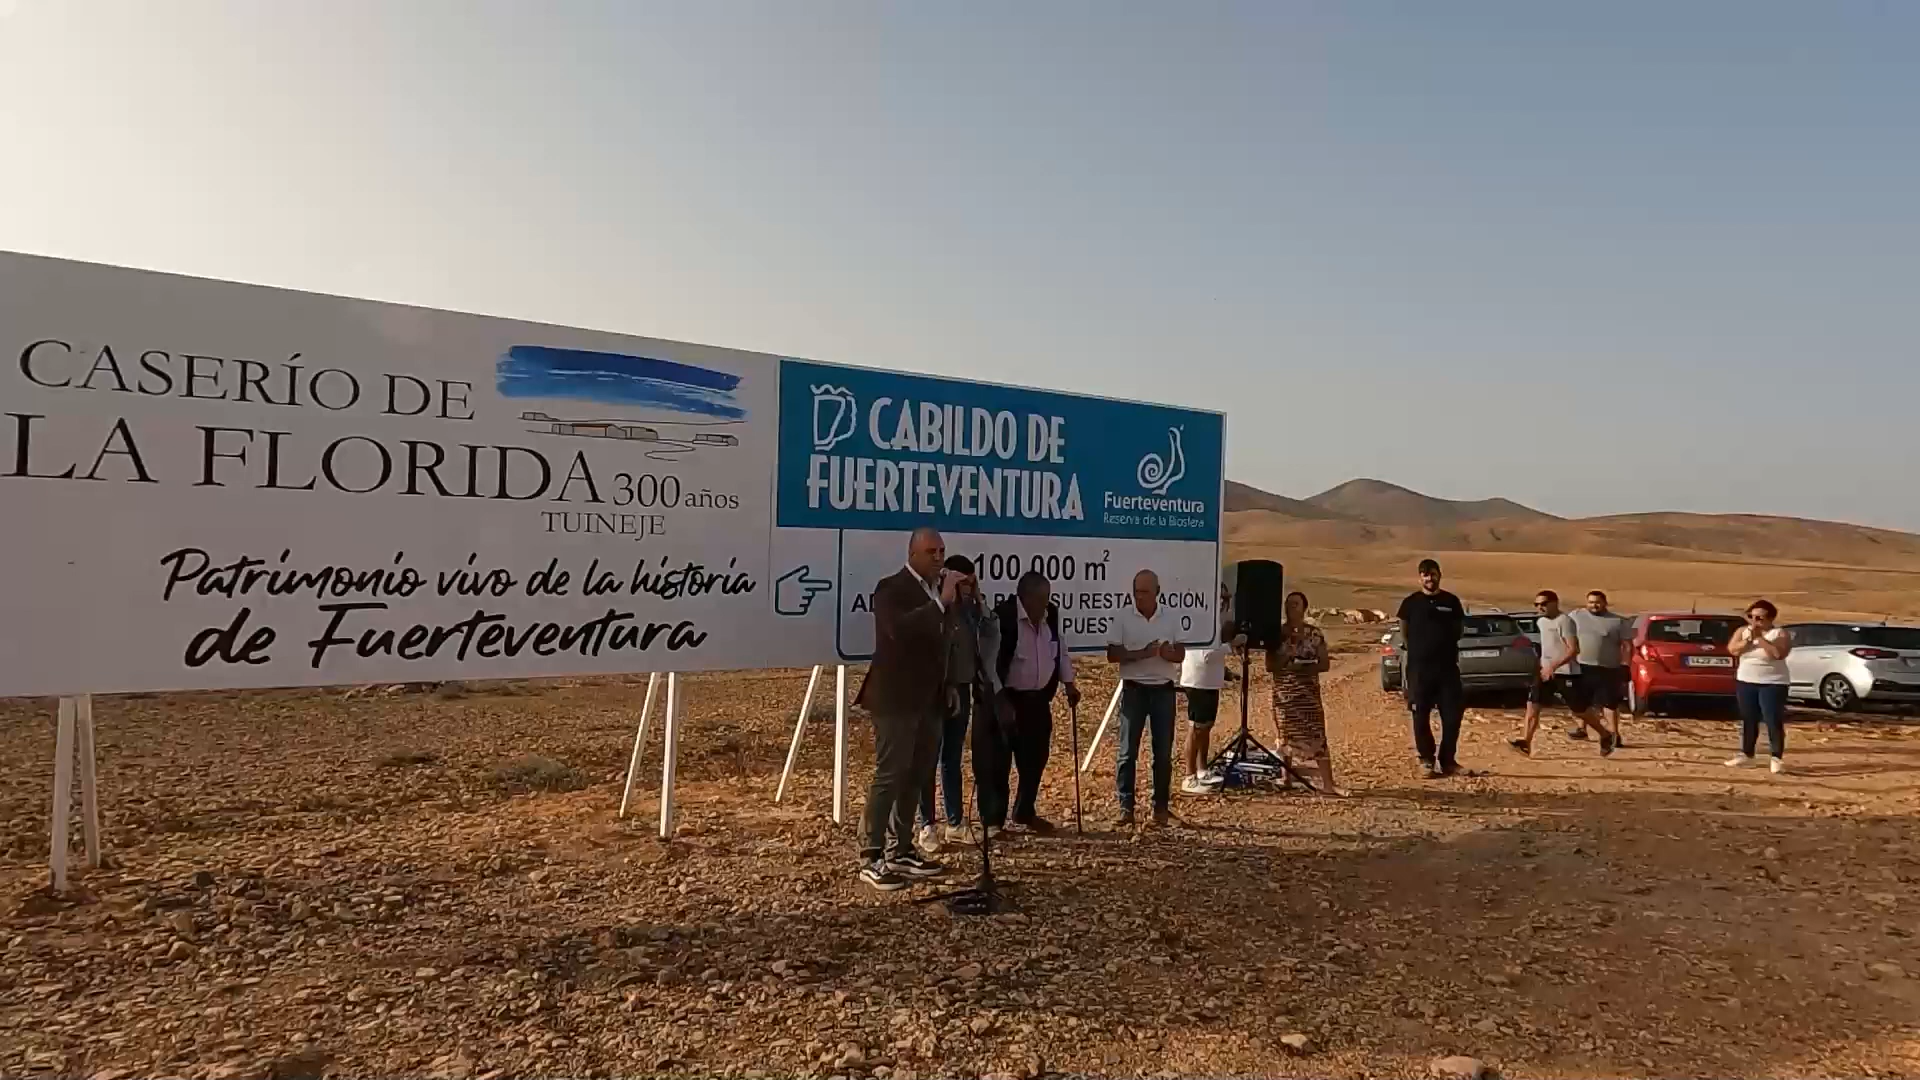 CASERÍO DE
LA FLORIDA 300 años
TUINEJE
Patrimonio vivo de la historia
de Fuerteventura
CABILDO DE
FUERTEVENTURA
Fuerteventura
Reserva de la Biosfera
100.000 m²
SU